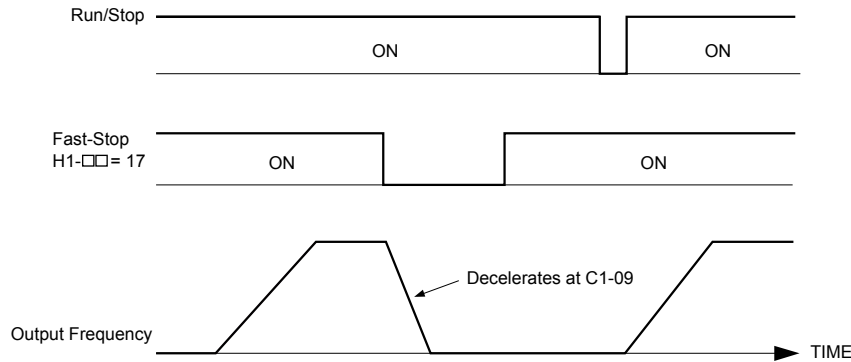 Run/Stop
ON
ON
Fast-Stop
H1-□□= 17
ON
ON
Decelerates at C1-09
Output Frequency
TIME